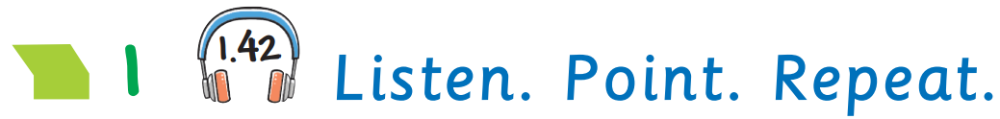 1 1.42 Listen. Point. Repeat.